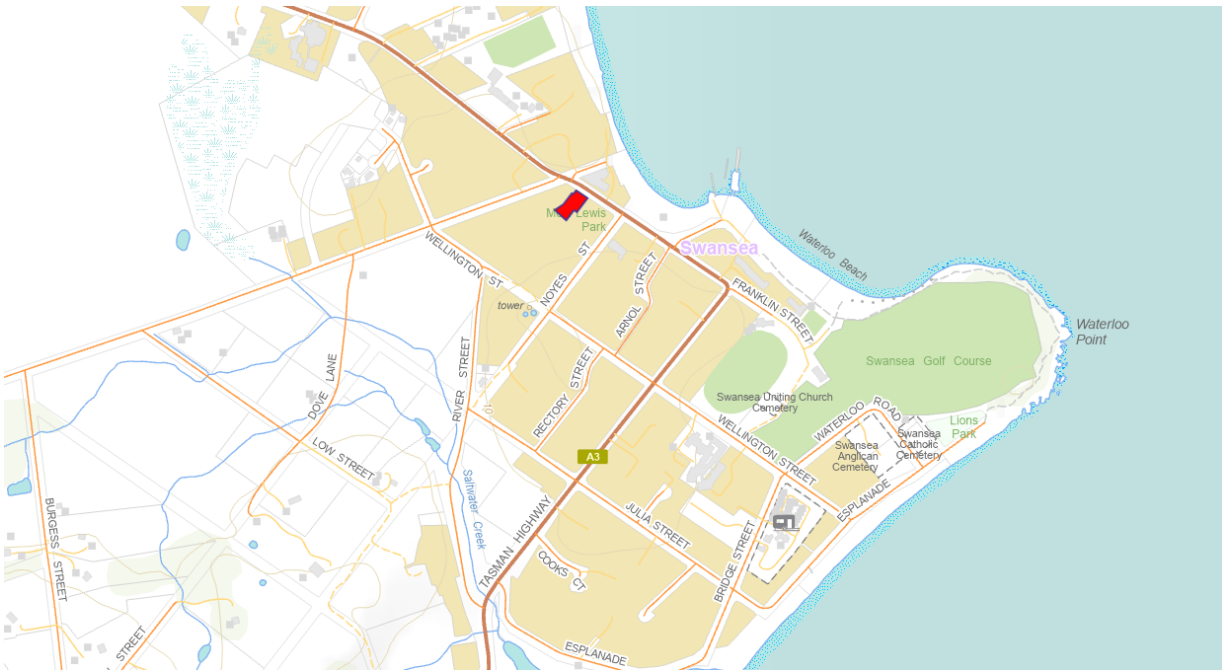 Meg Lewis
Park
Swansea
WELLINGTON ST
NOYES ST
ARNOL STREET
FRANKLIN STREET
Waterloo Beach
Waterloo
Point
tower
Swansea Golf Course
RIVER STREET
DOVE LANE
RECTORY STREET
Swansea Uniting Church
Cemetery
WATERLOO ROAD
Lions
Park
10
WELLINGTON STREET
Swansea
Anglican
Cemetery
Swansea
Catholic
Cemetery
LOW STREET
A3
ESPLANADE
Saltwater Creek
BURGESS STREET
TASMAN HIGHWAY
JULIA STREET
BRIDGE STREET
COOKS CT
ESPLANADE
STREET